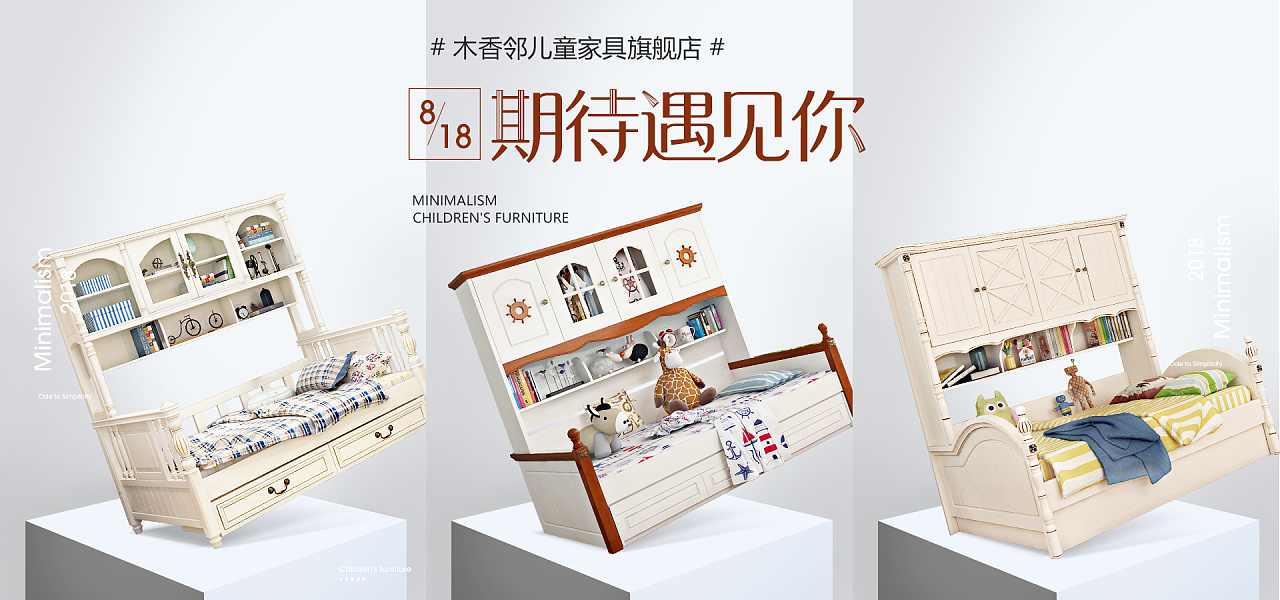 # 木香邻儿童家具旗舰店 #
8/18
期待遇见你
MINIMALISM
CHILDREN'S FURNITURE
Minimalism
2018
Ode to Simplicity
Children's furniture
2018
Minimalism
Ode to Simplicity